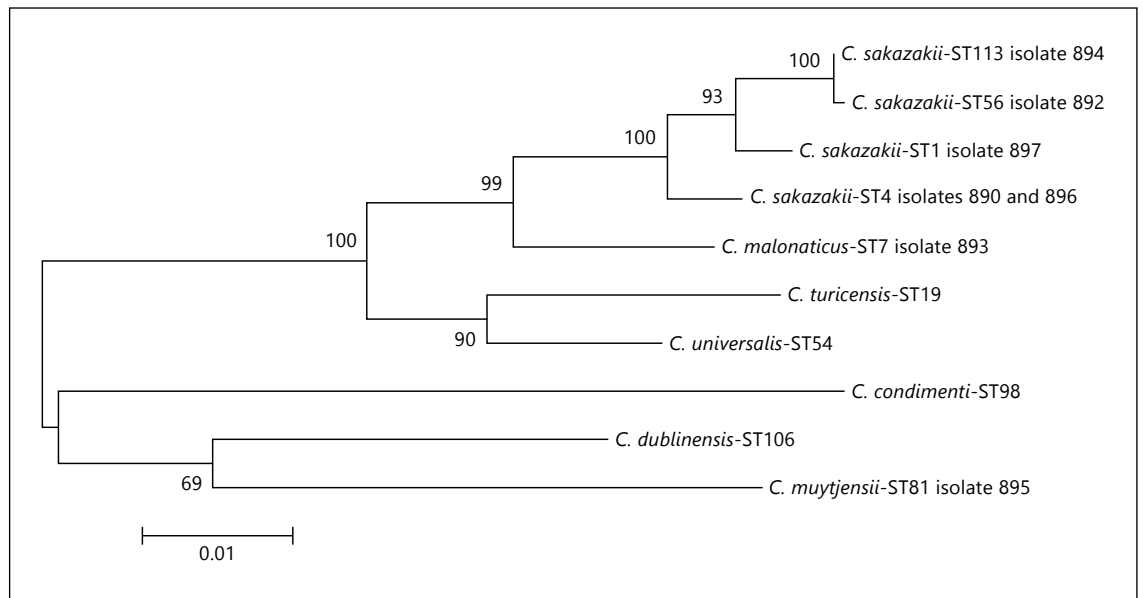 100
C. sakazakii-ST113 isolate 894
93
C. sakazakii-ST56 isolate 892
100
C. sakazakii-ST1 isolate 897
99
C. sakazakii-ST4 isolates 890 and 896
100
C. malonaticus-ST7 isolate 893
C. turicensis-ST19
90
C. universalis-ST54
C. condimenti-ST98
C. dublinensis-ST106
69
C. muytjensii-ST81 isolate 895
0.01